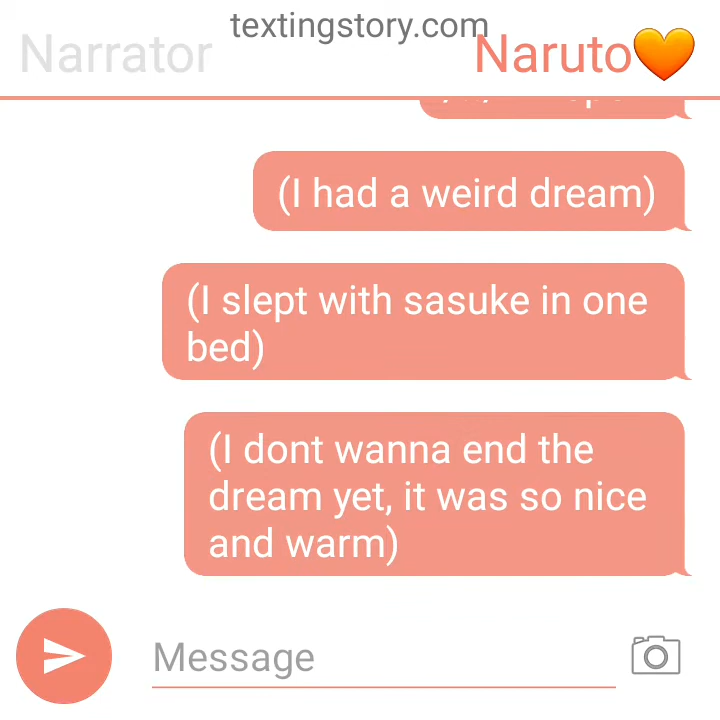 textingstory.com
Narrator
Naruto🧡
(I had a weird dream)
(I slept with sasuke in one
bed)
(I dont wanna end the
dream yet, it was so nice
and warm)
Message